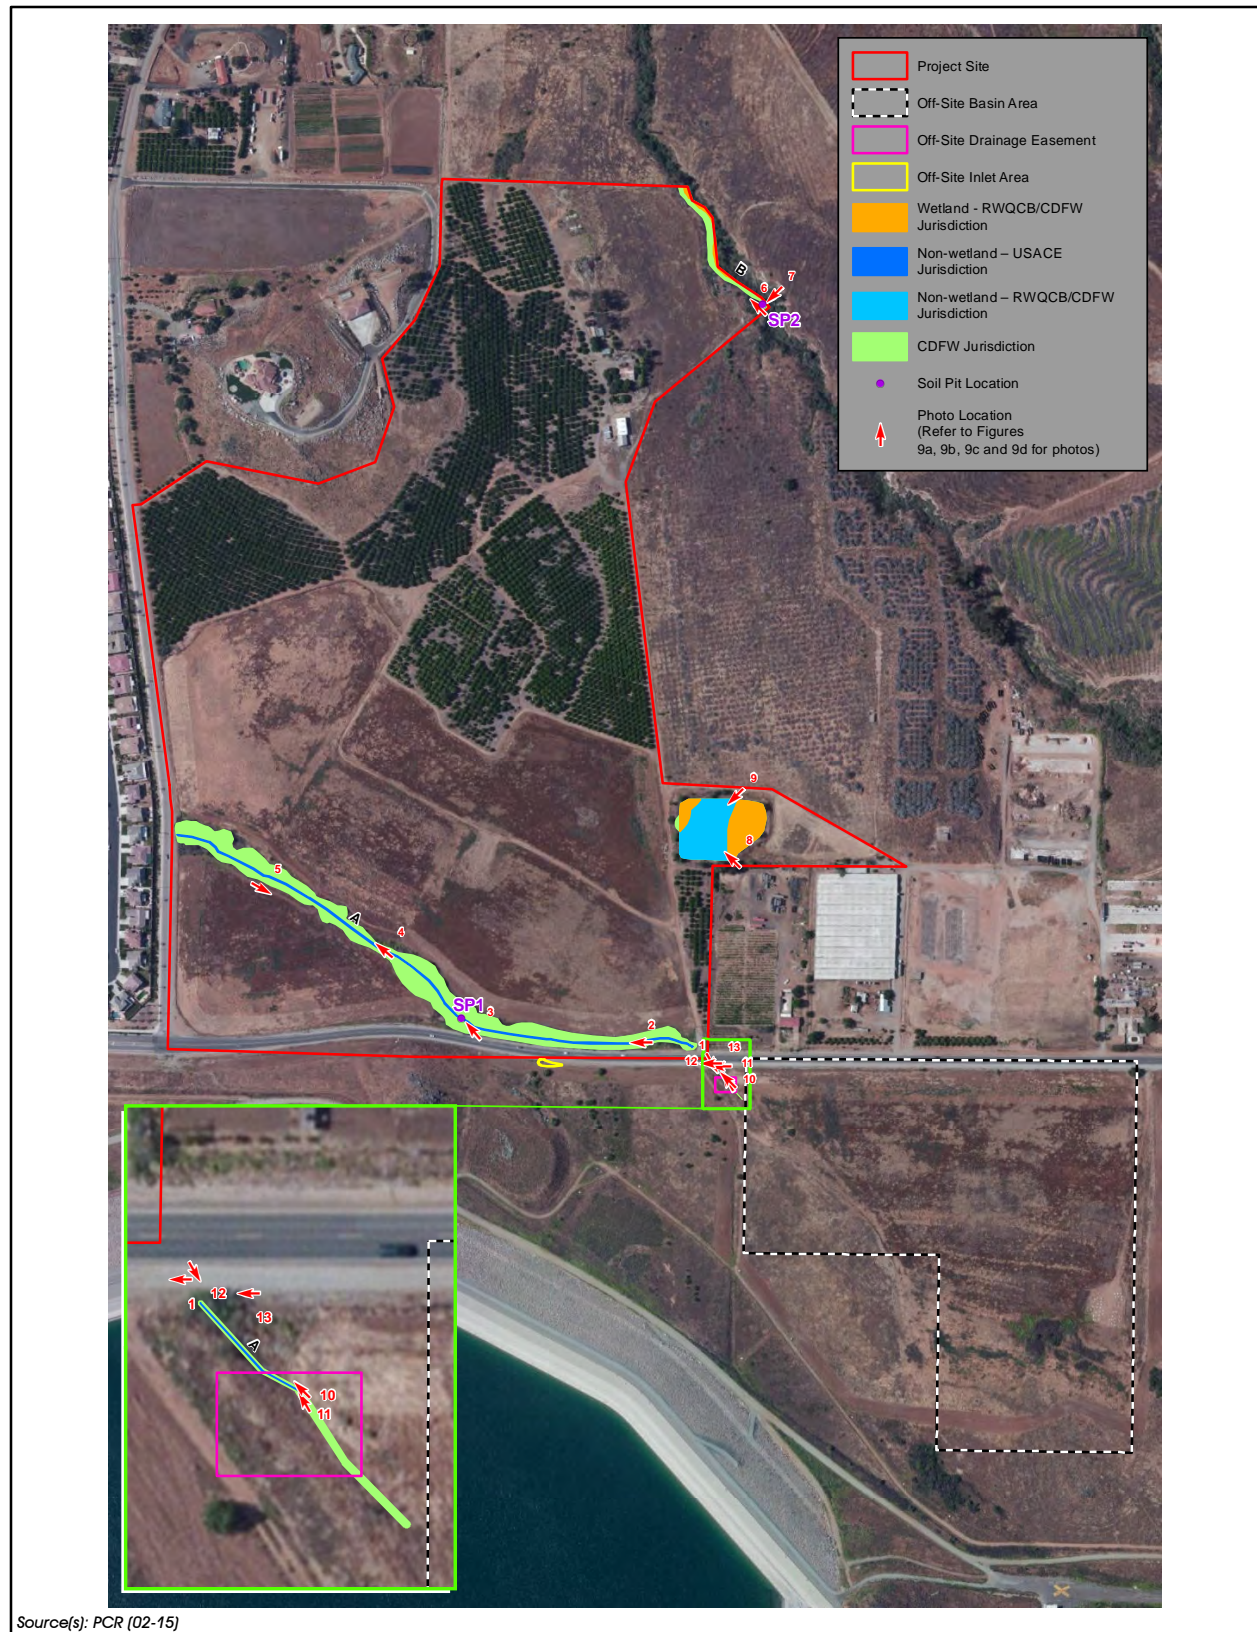 Project Site
Off-Site Basin Area
Off-Site Drainage Easement
Off-Site Inlet Area
Wetland - RWQCB/CDFW
Jurisdiction
Non-wetland – USACE
Jurisdiction
Non-wetland – RWQCB/CDFW
Jurisdiction
CDFW Jurisdiction
Soil Pit Location
Photo Location
(Refer to Figures
9a, 9b, 9c and 9d for photos)
B
7
6
SP2
9
8
5
A
4
SP1
3
2
1
13
12
11
10
12
1
13
A
10
11
Source(s): PCR (02-15)